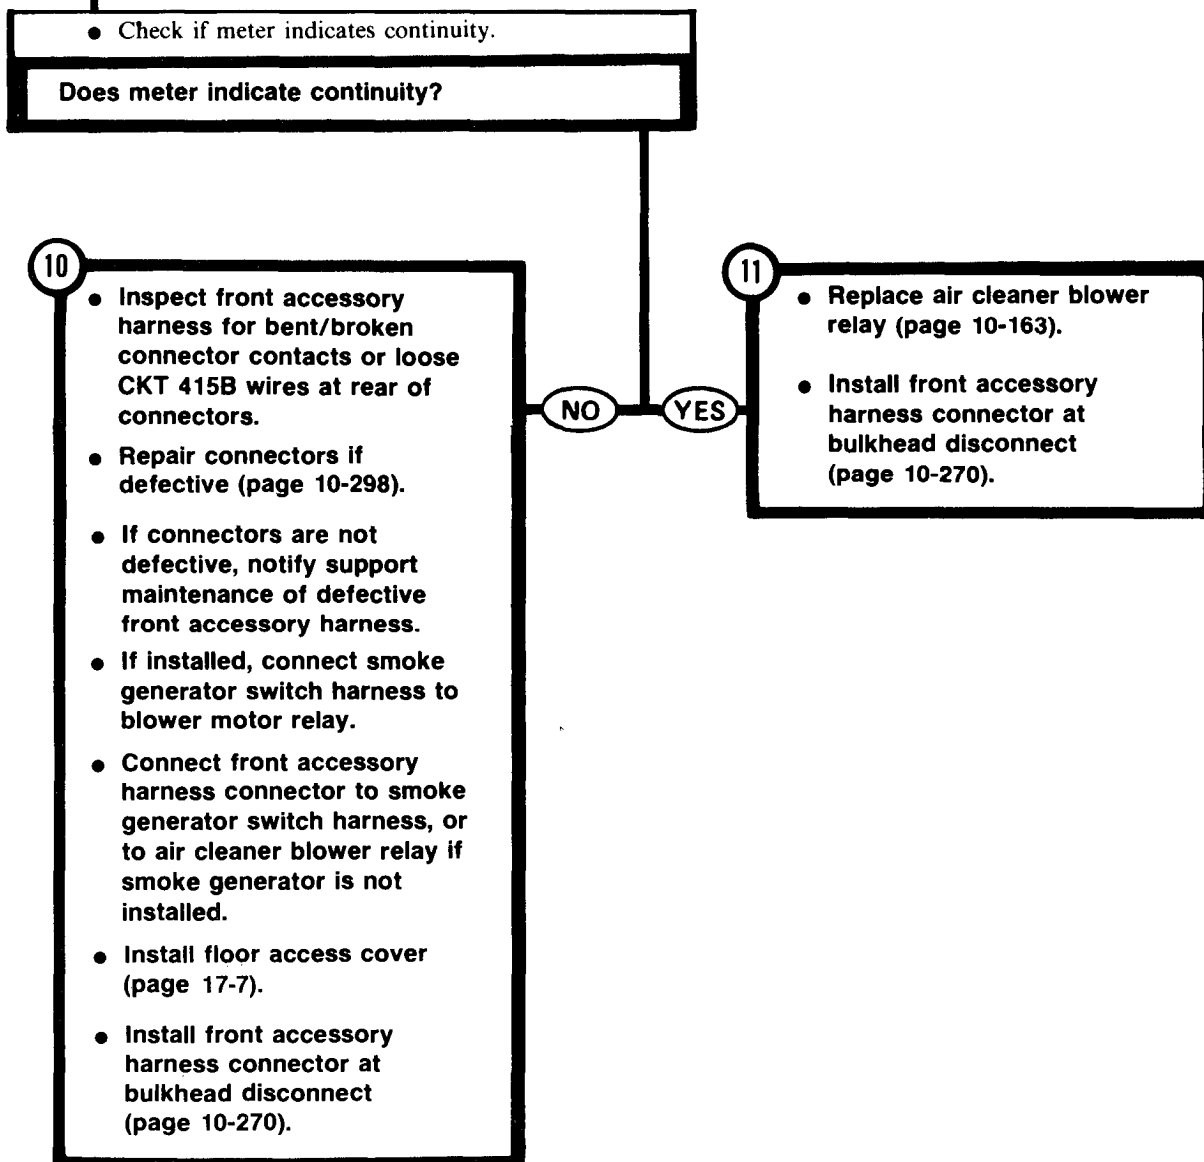 ● Check if meter indicates continuity.
Does meter indicate continuity?
10
● Inspect front accessory
harness for bent/broken
connector contacts or loose
CKT 415B wires at rear of
connectors.
● Repair connectors if
defective (page 10-298).
● If connectors are not
defective, notify support
maintenance of defective
front accessory harness.
● If installed, connect smoke
generator switch harness to
blower motor relay.
● Connect front accessory
harness connector to smoke
generator switch harness, or
to air cleaner blower relay if
smoke generator is not
installed.
● Install floor access cover
(page 17-7).
● Install front accessory
harness connector at
bulkhead disconnect
(page 10-270).
NO
YES
11
● Replace air cleaner blower
relay (page 10-163).
● Install front accessory
harness connector at
bulkhead disconnect
(page 10-270).